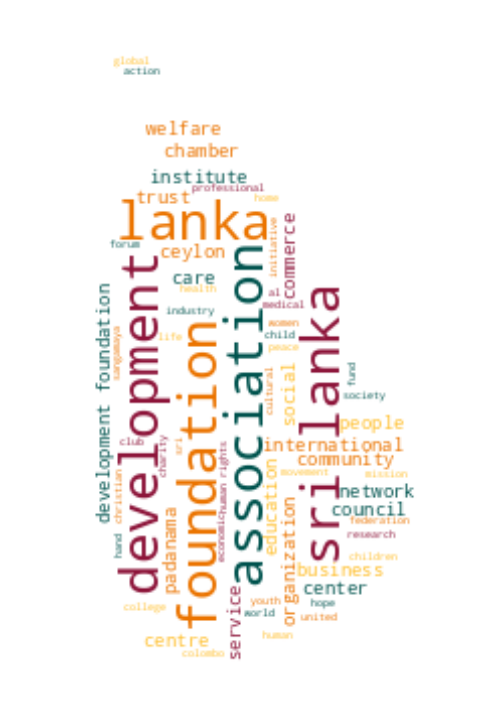 global
action
welfare
chamber
institute
professional
trust
home
lanka
commerce
forum
ceylon
initiative
development
association
care
health
al
medical
industry
foundation
sri lanka
development foundation
women
child
life
peace
sangamaya
cultural
social
fund
society
people
club
charity
sri
international
human rights
community
education
movement
mission
christian
network
organization
council
padanama
economic
federation
research
hand
children
business
center
service
college
youth
hope
world
united
centre
human
colombo